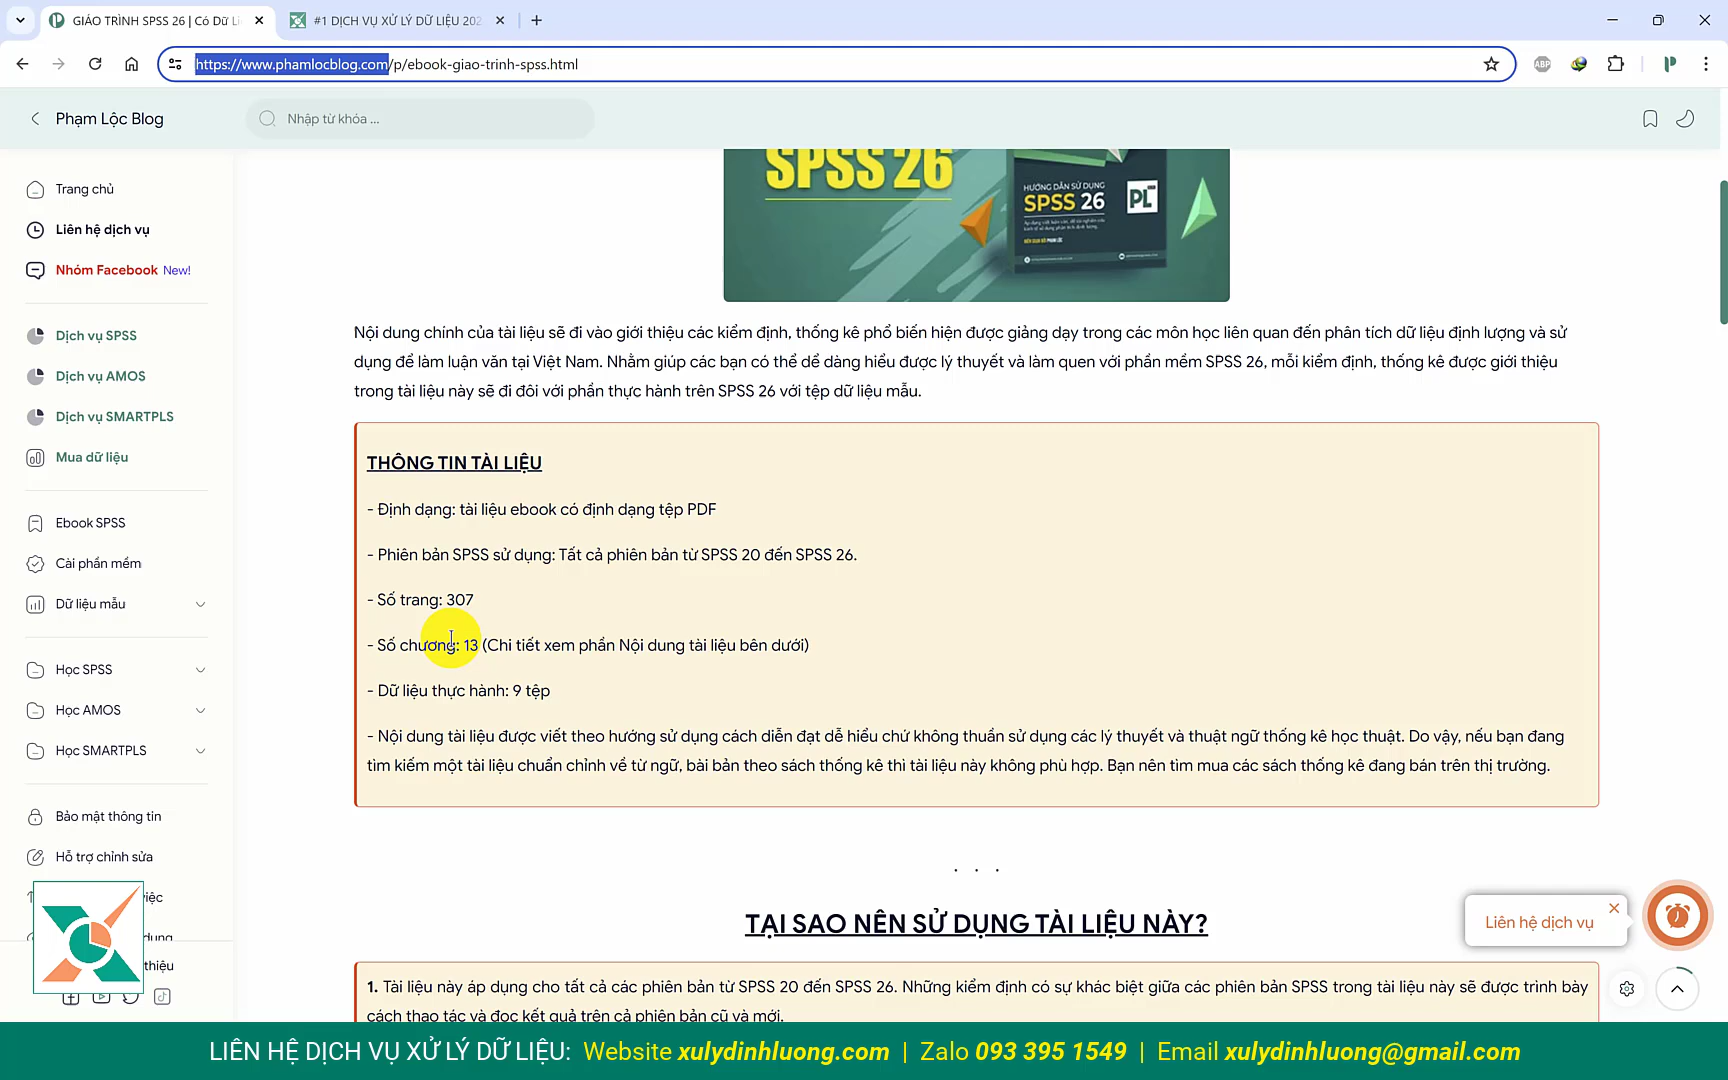 GIÁO TRÌNH SPSS 26 | Có Dữ Li
#1 DỊCH VỤ XỬ LÝ DỮ LIỆU 202
https://www.phamlocblog.com/p/ebook-giao-trinh-spss.html
ABP
Phạm Lộc Blog
Nhập từ khóa ...
Trang chủ
Liên hệ dịch vụ
Nhóm Facebook New!
Dịch vụ SPSS
Dịch vụ AMOS
Dịch vụ SMARTPLS
Mua dữ liệu
Ebook SPSS
Cài phần mềm
Dữ liệu mẫu
Học SPSS
Học AMOS
Học SMARTPLS
Bảo mật thông tin
Hỗ trợ chỉnh sửa
việc
dụng
thiệu
SPSS 26
HƯỚNG DẪN SỬ DỤNG
SPSS 26
PL
Nội dung chính của tài liệu sẽ đi vào giới thiệu các kiểm định, thống kê phổ biến hiện được giảng dạy trong các môn học liên quan đến phân tích dữ liệu định lượng và sử
dụng để làm luận văn tại Việt Nam. Nhằm giúp các bạn có thể dể dàng hiểu được lý thuyết và làm quen với phần mềm SPSS 26, mỗi kiểm định, thống kê được giới thiệu
trong tài liệu này sẽ đi đôi với phần thực hành trên SPSS 26 với tệp dữ liệu mẫu.
THÔNG TIN TÀI LIỆU
- Định dạng: tài liệu ebook có định dạng tệp PDF
- Phiên bản SPSS sử dụng: Tất cả phiên bản từ SPSS 20 đến SPSS 26.
- Số trang: 307
- Số chương: 13 (Chi tiết xem phần Nội dung tài liệu bên dưới)
- Dữ liệu thực hành: 9 tệp
- Nội dung tài liệu được viết theo hướng sử dụng cách diễn đạt dễ hiểu chứ không thuần sử dụng các lý thuyết và thuật ngữ thống kê học thuật. Do vậy, nếu bạn đang
tìm kiếm một tài liệu chuẩn chỉnh về từ ngữ, bài bản theo sách thống kê thì tài liệu này không phù hợp. Bạn nên tìm mua các sách thống kê đang bán trên thị trường.
. . .
TẠI SAO NÊN SỬ DỤNG TÀI LIỆU NÀY?
1. Tài liệu này áp dụng cho tất cả các phiên bản từ SPSS 20 đến SPSS 26. Những kiểm định có sự khác biệt giữa các phiên bản SPSS trong tài liệu này sẽ được trình bày
cách thao tác và đọc kết quả trên cả phiên bản cũ và mới.
Liên hệ dịch vụ
LIÊN HỆ DỊCH VỤ XỬ LÝ DỮ LIỆU: Website xulydinhluong.com | Zalo 093 395 1549 | Email xulydinhluong@gmail.com